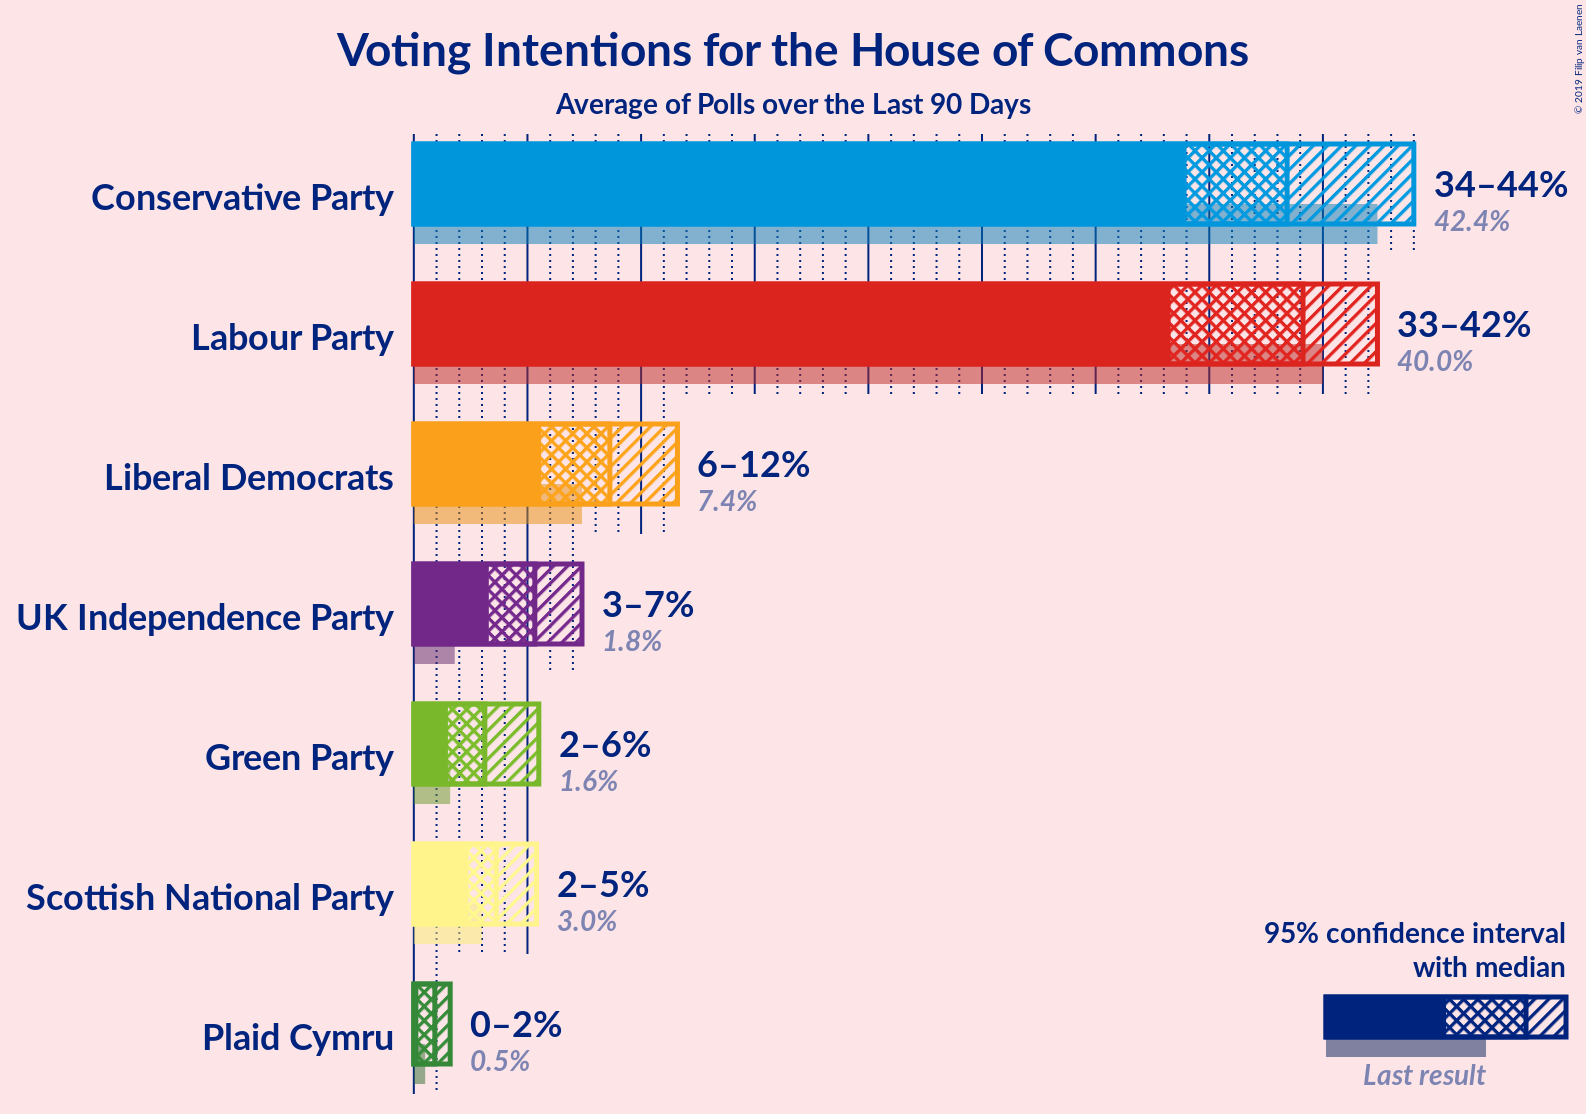 Voting Intentions for the House of Commons
Average of Polls over the Last 90 Days
© 2019 Filip van Laenen
Conservative Party
34–44%
42.4%
Labour Party
33–42%
40.0%
Liberal Democrats
6–12%
7.4%
UK Independence Party
3–7%
1.8%
Green Party
2–6%
1.6%
Scottish National Party
2–5%
3.0%
Plaid Cymru
0–2%
0.5%
95% confidence interval
with median
Last result